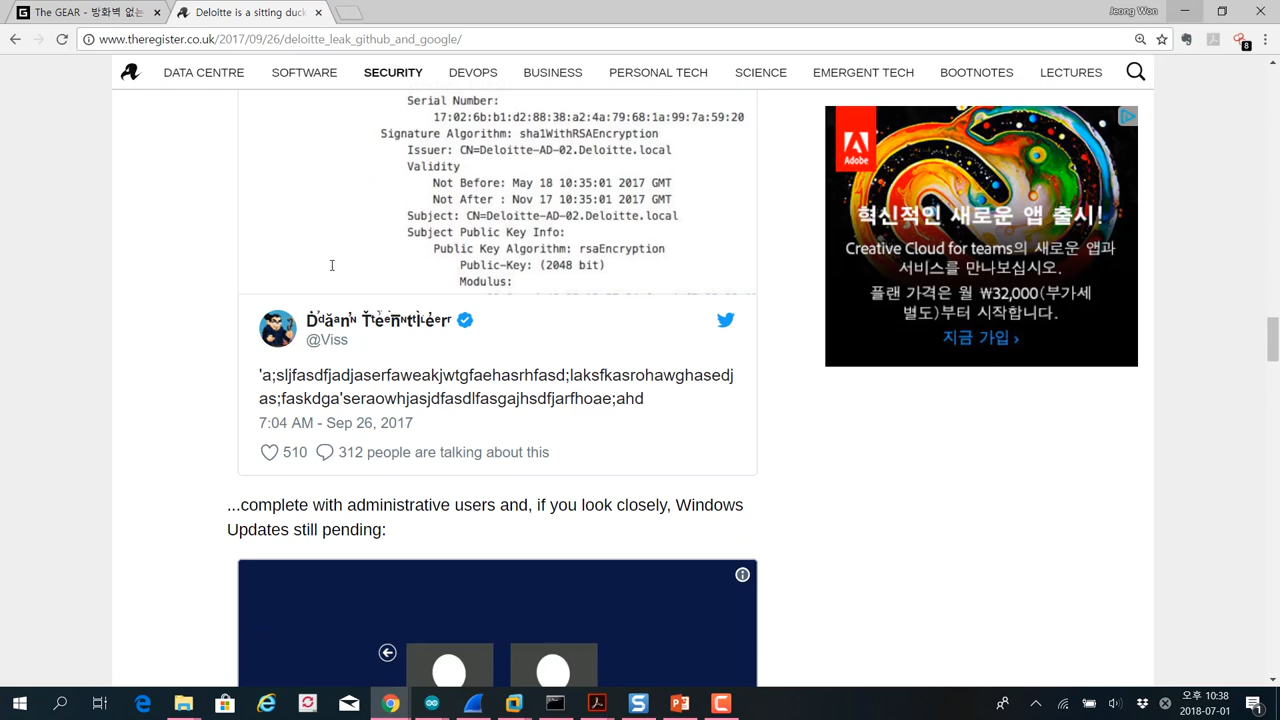 The GEAR - 방화벽 없는
Deloitte is a sitting duck
Jeong Won
www.theregister.co.uk/2017/09/26/deloitte_leak_github_and_google/
8
DATA CENTRE SOFTWARE SECURITY DEVOPS BUSINESS PERSONAL TECH SCIENCE EMERGENT TECH BOOTNOTES LECTURES
Serial Number:
17:02:6b:b1:d2:88:38:a2:4a:79:68:1a:99:7a:59:20
Signature Algorithm: sha1WithRSAEncryption
Issuer: CN=Deloitte-AD-02.Deloitte.local
Validity
Not Before: May 18 10:35:01 2017 GMT
Not After : Nov 17 10:35:01 2017 GMT
Subject: CN=Deloitte-AD-02.Deloitte.local
Subject Public Key Info:
Public Key Algorithm: rsaEncryption
Public-Key: (2048 bit)
Modulus:
@Viss
'a;sljfasdfjadjaserfaweakjwtgfaehasrhfasd;laksfkasrohawghasedj
as;faskdga'seraowhjasjdfasdlfasgajhsdfjarfhoae;ahd
7:04 AM - Sep 26, 2017
510 312 people are talking about this
...complete with administrative users and, if you look closely, Windows
Updates still pending:
Adobe
혁신적인 새로운 앱 출시!
Creative Cloud for teams의 새로운 앱과
서비스를 만나보십시오.
플랜 가격은 월 ₩32,000(부가세
별도)부터 시작합니다.
지금 가입 ›
오후 10:38
2018-07-01
1